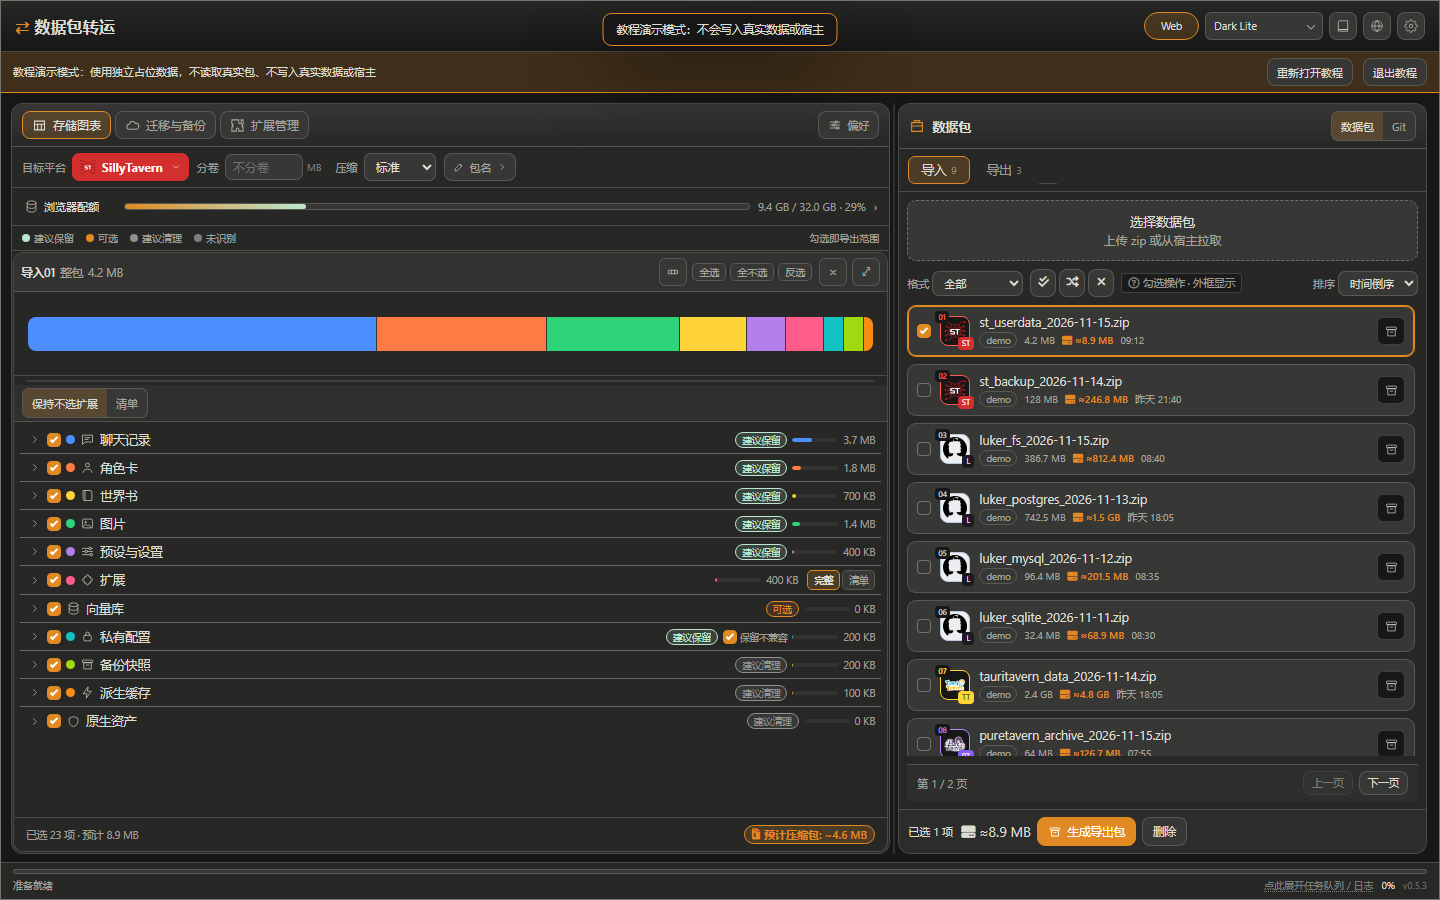 数据包转运
教程演示模式：不会写入真实数据或宿主
Web
Dark Lite
教程演示模式：使用独立占位数据，不读取真实包、不写入真实数据或宿主
重新打开教程
退出教程
存储图表
迁移与备份
扩展管理
偏好
目标平台
ST
SillyTavern
分卷
不分卷
MB
压缩
标准
包名
浏览器配额
9.4 GB / 32.0 GB · 29%
建议保留
可选
建议清理
未识别
勾选即导出范围
导入01 整包 4.2 MB
全选
全不选
反选
保持不选扩展
清单
聊天记录
建议保留
3.7 MB
角色卡
建议保留
1.8 MB
世界书
建议保留
700 KB
图片
建议保留
1.4 MB
预设与设置
建议保留
400 KB
扩展
400 KB
完整
清单
向量库
可选
0 KB
私有配置
建议保留
保留不兼容
200 KB
备份快照
建议清理
200 KB
派生缓存
建议清理
100 KB
原生资产
建议清理
0 KB
已选 23 项 · 预计 8.9 MB
预计压缩包: ~4.6 MB
数据包
数据包
Git
导入 9
导出 3
选择数据包
上传 zip 或从宿主拉取
格式
全部
勾选操作 · 外框显示
排序
时间倒序
01
ST
ST
st_userdata_2026-11-15.zip
demo
4.2 MB
≈8.9 MB
09:12
02
ST
ST
st_backup_2026-11-14.zip
demo
128 MB
≈246.8 MB
昨天 21:40
03
L
luker_fs_2026-11-15.zip
demo
386.7 MB
≈812.4 MB
08:40
04
L
luker_postgres_2026-11-13.zip
demo
742.5 MB
≈1.5 GB
昨天 18:05
05
L
luker_mysql_2026-11-12.zip
demo
96.4 MB
≈201.5 MB
08:35
06
L
luker_sqlite_2026-11-11.zip
demo
32.4 MB
≈68.9 MB
08:30
07
TT
tauritavern_data_2026-11-14.zip
demo
2.4 GB
≈4.8 GB
昨天 18:05
08
puretavern_archive_2026-11-15.zip
demo
64 MB
≈126.7 MB
07:55
第 1 / 2 页
上一页
下一页
已选 1 项
≈8.9 MB
生成导出包
删除
准备就绪
点此展开任务队列 / 日志
0%
v0.5.3